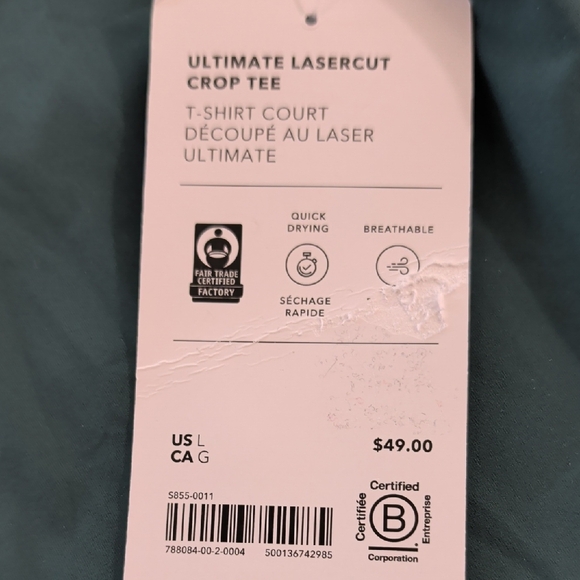 ULTIMATE LASERCUT
CROP TEE
T-SHIRT COURT
DÉCOUPÉ AU LASER
ULTIMATE
QUICK
DRYING
BREATHABLE
FAIR TRADE
CERTIFIED
FACTORY
SÉCHAGE
RAPIDE
US L
CA G
$49.00
S855-0011
788084-00-2-0004 500136742985
Certified
Certifiée
B
Entreprise
Corporation